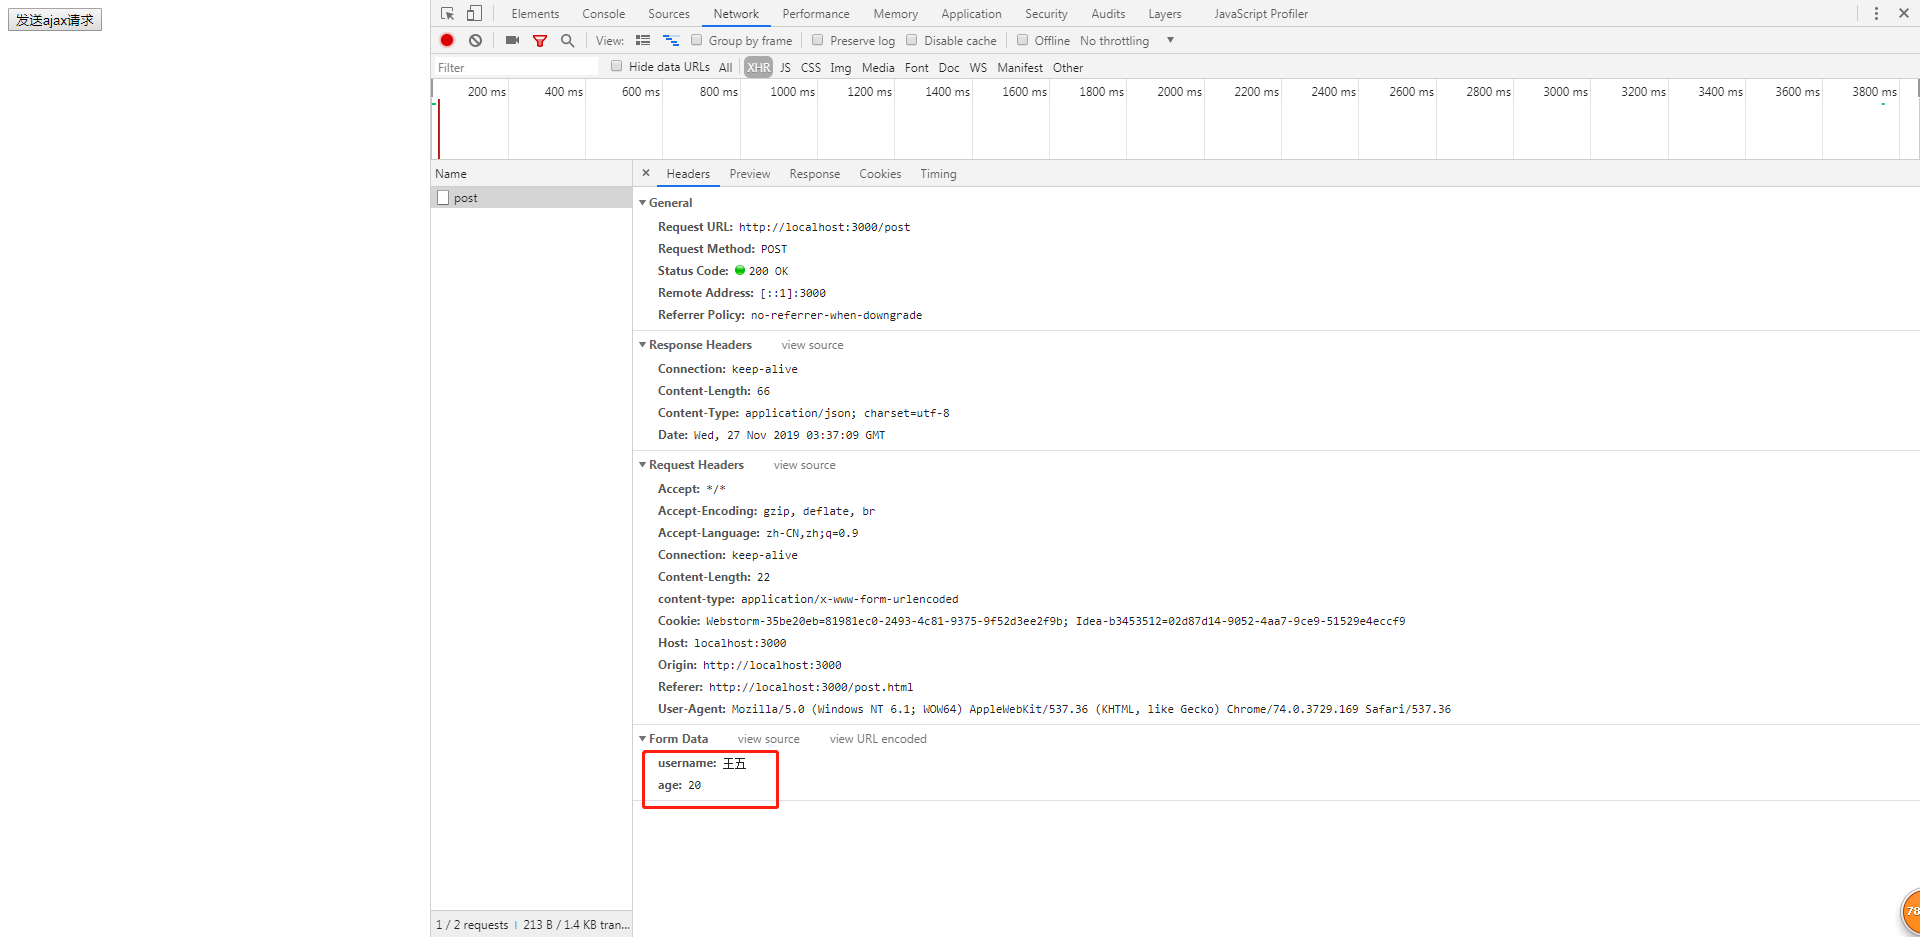 发送ajax请求
Elements Console Sources Network Performance Memory Application Security Audits Layers JavaScript Profiler
View: Group by frame Preserve log Disable cache Offline No throttling
Filter Hide data URLs All XHR JS CSS Img Media Font Doc WS Manifest Other
200 ms 400 ms 600 ms 800 ms 1000 ms 1200 ms 1400 ms 1600 ms 1800 ms 2000 ms 2200 ms 2400 ms 2600 ms 2800 ms 3000 ms 3200 ms 3400 ms 3600 ms 3800 ms
Name
post
× Headers Preview Response Cookies Timing
General
Request URL: http://localhost:3000/post
Request Method: POST
Status Code: 200 OK
Remote Address: [::1]:3000
Referrer Policy: no-referrer-when-downgrade
Response Headers view source
Connection: keep-alive
Content-Length: 66
Content-Type: application/json; charset=utf-8
Date: Wed, 27 Nov 2019 03:37:09 GMT
Request Headers view source
Accept: */*
Accept-Encoding: gzip, deflate, br
Accept-Language: zh-CN,zh;q=0.9
Connection: keep-alive
Content-Length: 22
content-type: application/x-www-form-urlencoded
Cookie: Webstorm-35be20eb=81981ec0-2493-4c81-9375-9f52d3ee2f9b; Idea-b3453512=02d87d14-9052-4aa7-9ce9-51529e4eccf9
Host: localhost:3000
Origin: http://localhost:3000
Referer: http://localhost:3000/post.html
User-Agent: Mozilla/5.0 (Windows NT 6.1; WOW64) AppleWebKit/537.36 (KHTML, like Gecko) Chrome/74.0.3729.169 Safari/537.36
Form Data view source view URL encoded
username: 王五
age: 20
1 / 2 requests 213 B / 1.4 KB tran...
78